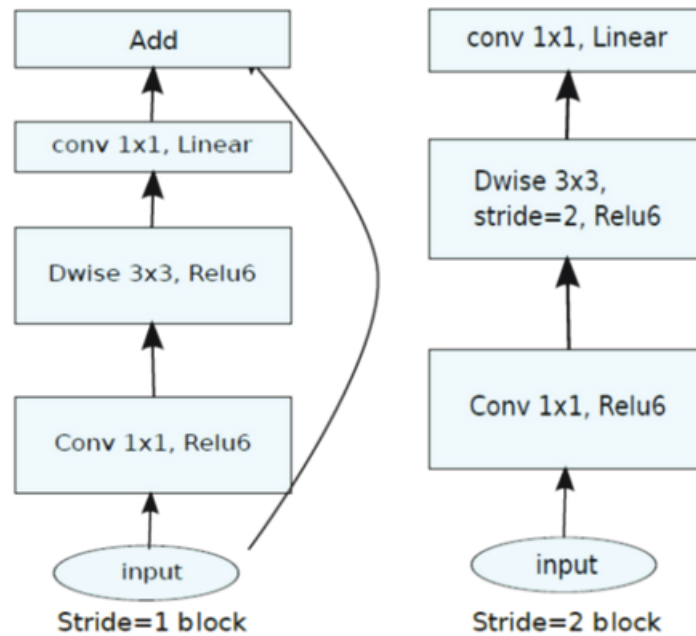 Add
conv 1x1, Linear
Dwise 3x3, Relu6
Conv 1x1, Relu6
input
Stride=1 block
conv 1x1, Linear
Dwise 3x3,
stride=2, Relu6
Conv 1x1, Relu6
input
Stride=2 block